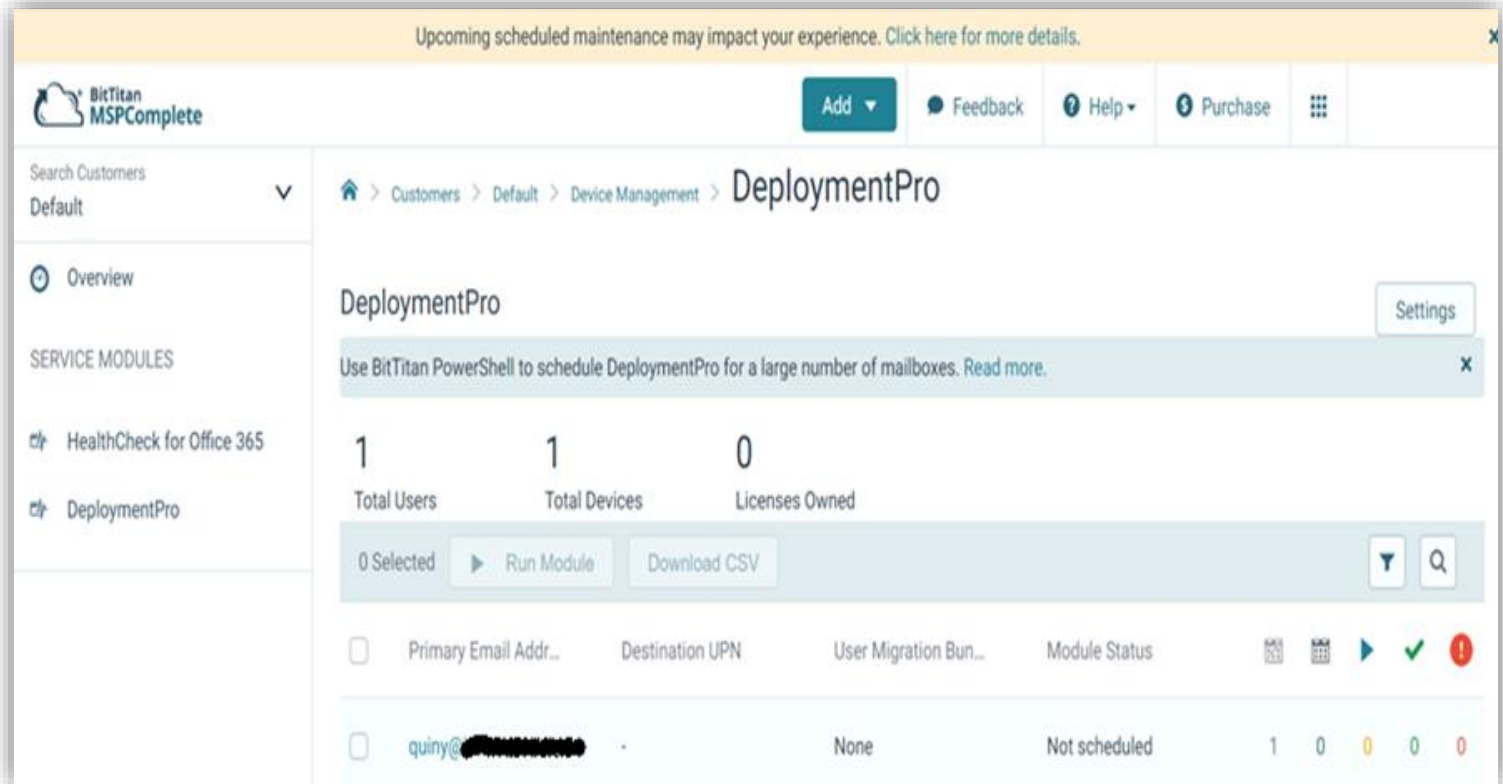 Upcoming scheduled maintenance may impact your experience. Click here for more details.
x
BitTitan
MSPComplete
Add
Feedback
Help
Purchase
Search Customers
Default
Customers > Default > Device Management > DeploymentPro
Overview
DeploymentPro
Settings
SERVICE MODULES
Use BitTitan PowerShell to schedule DeploymentPro for a large number of mailboxes. Read more.
x
HealthCheck for Office 365
DeploymentPro
1 1 0
Total Users Total Devices Licenses Owned
0 Selected Run Module Download CSV
Primary Email Addr... Destination UPN User Migration Bun... Module Status
quiny@ - None Not scheduled 1 0 0 0 0